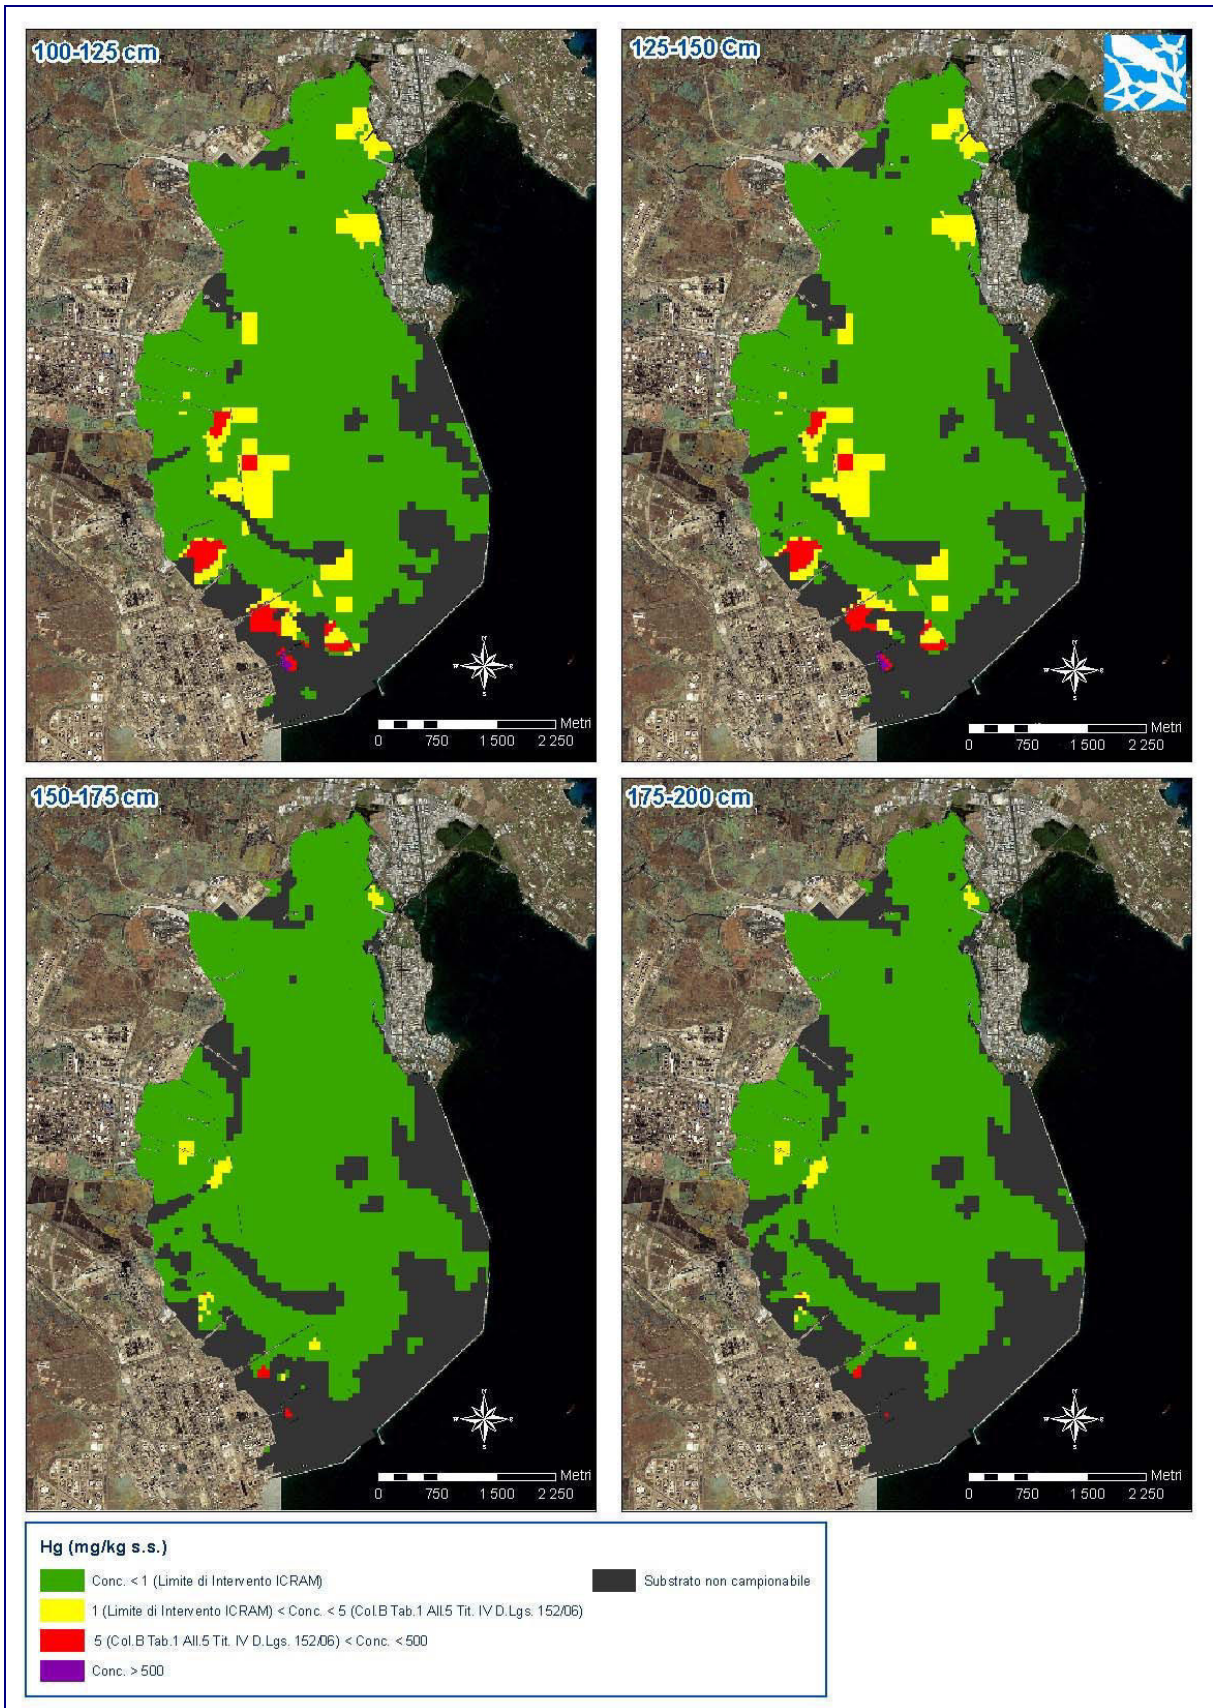 100-125 cm
125-150 Cm
N
W E
S
Metri
0 750 1 500 2 250
N
W E
S
Metri
0 750 1 500 2 250
150-175 cm
175-200 cm
N
W E
S
Metri
0 750 1 500 2 250
N
W E
S
Metri
0 750 1 500 2 250
Hg (mg/kg s.s.)
Conc. < 1 (Limite di Intervento ICRAM)
Substrato non campionabile
1 (Limite di Intervento ICRAM) < Conc. < 5 (Col.B Tab.1 All.5 Tit. IV D.Lgs. 152/06)
5 (Col.B Tab.1 All.5 Tit. IV D.Lgs. 152/06) < Conc. < 500
Conc. > 500